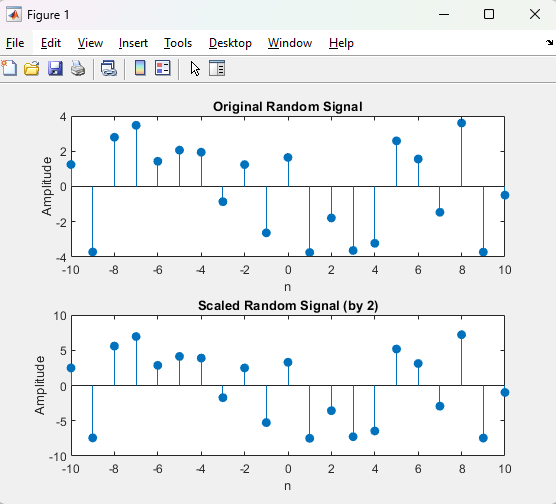 Figure 1
File Edit View Insert Tools Desktop Window Help
Original Random Signal
Amplitude
4
2
0
-2
-4
-10 -8 -6 -4 -2 0 2 4 6 8 10
n
Scaled Random Signal (by 2)
Amplitude
10
5
0
-5
-10
-10 -8 -6 -4 -2 0 2 4 6 8 10
n